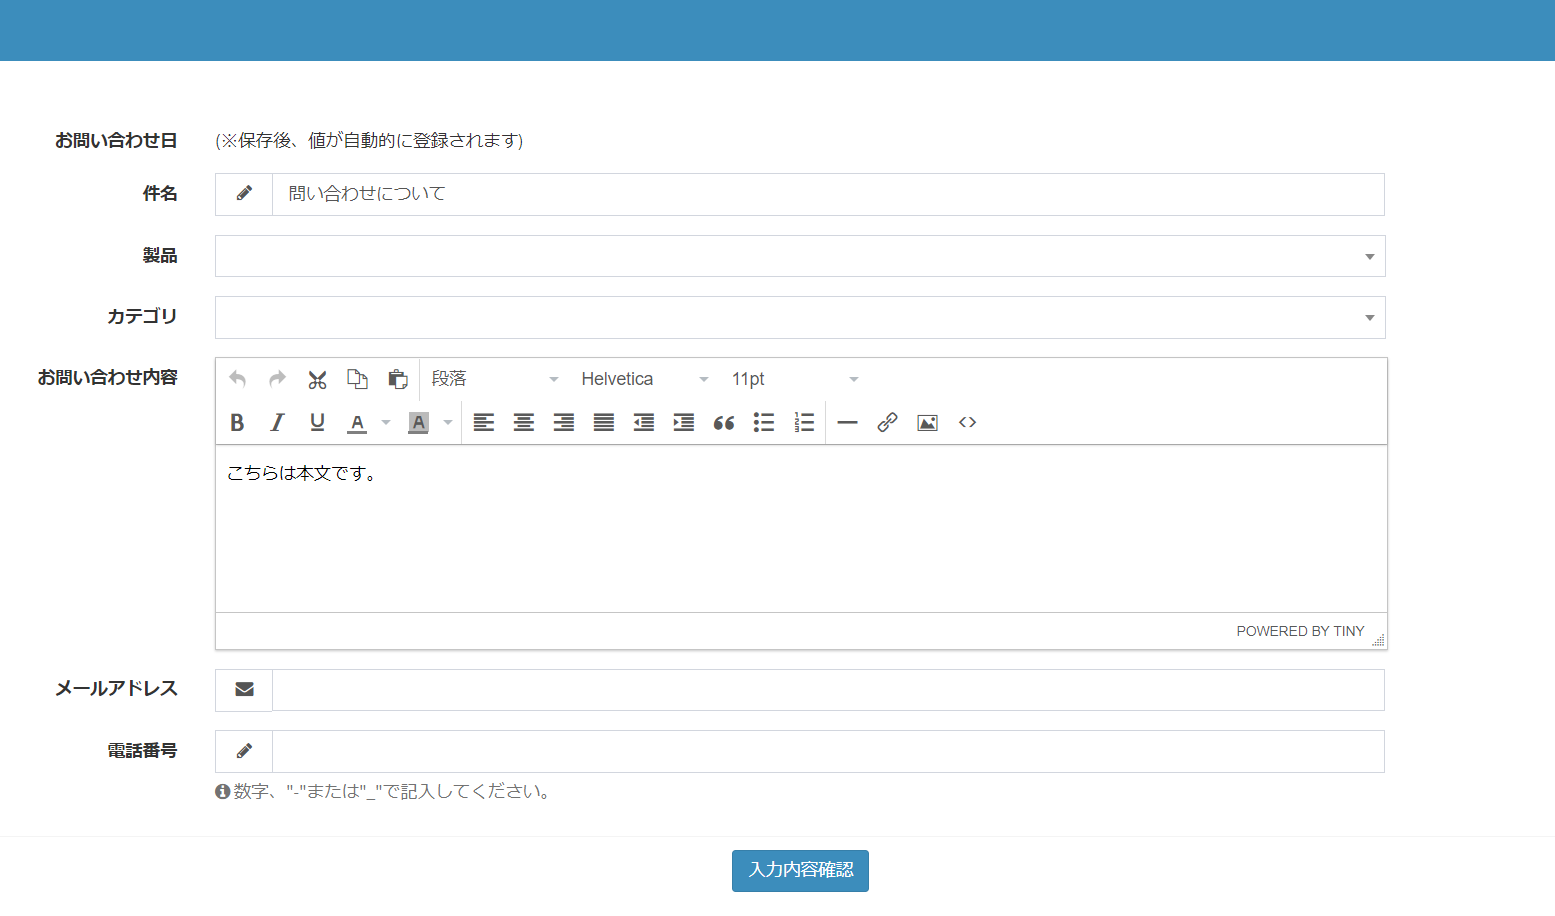 お問い合わせ日 (※保存後、値が自動的に登録されます)
件名 問い合わせについて
製品
カテゴリ
お問い合わせ内容 段落 Helvetica 11pt
B I U A A
こちらは本文です。
POWERED BY TINY
メールアドレス
電話番号
数字、"-"または"_"で記入してください。
入力内容確認